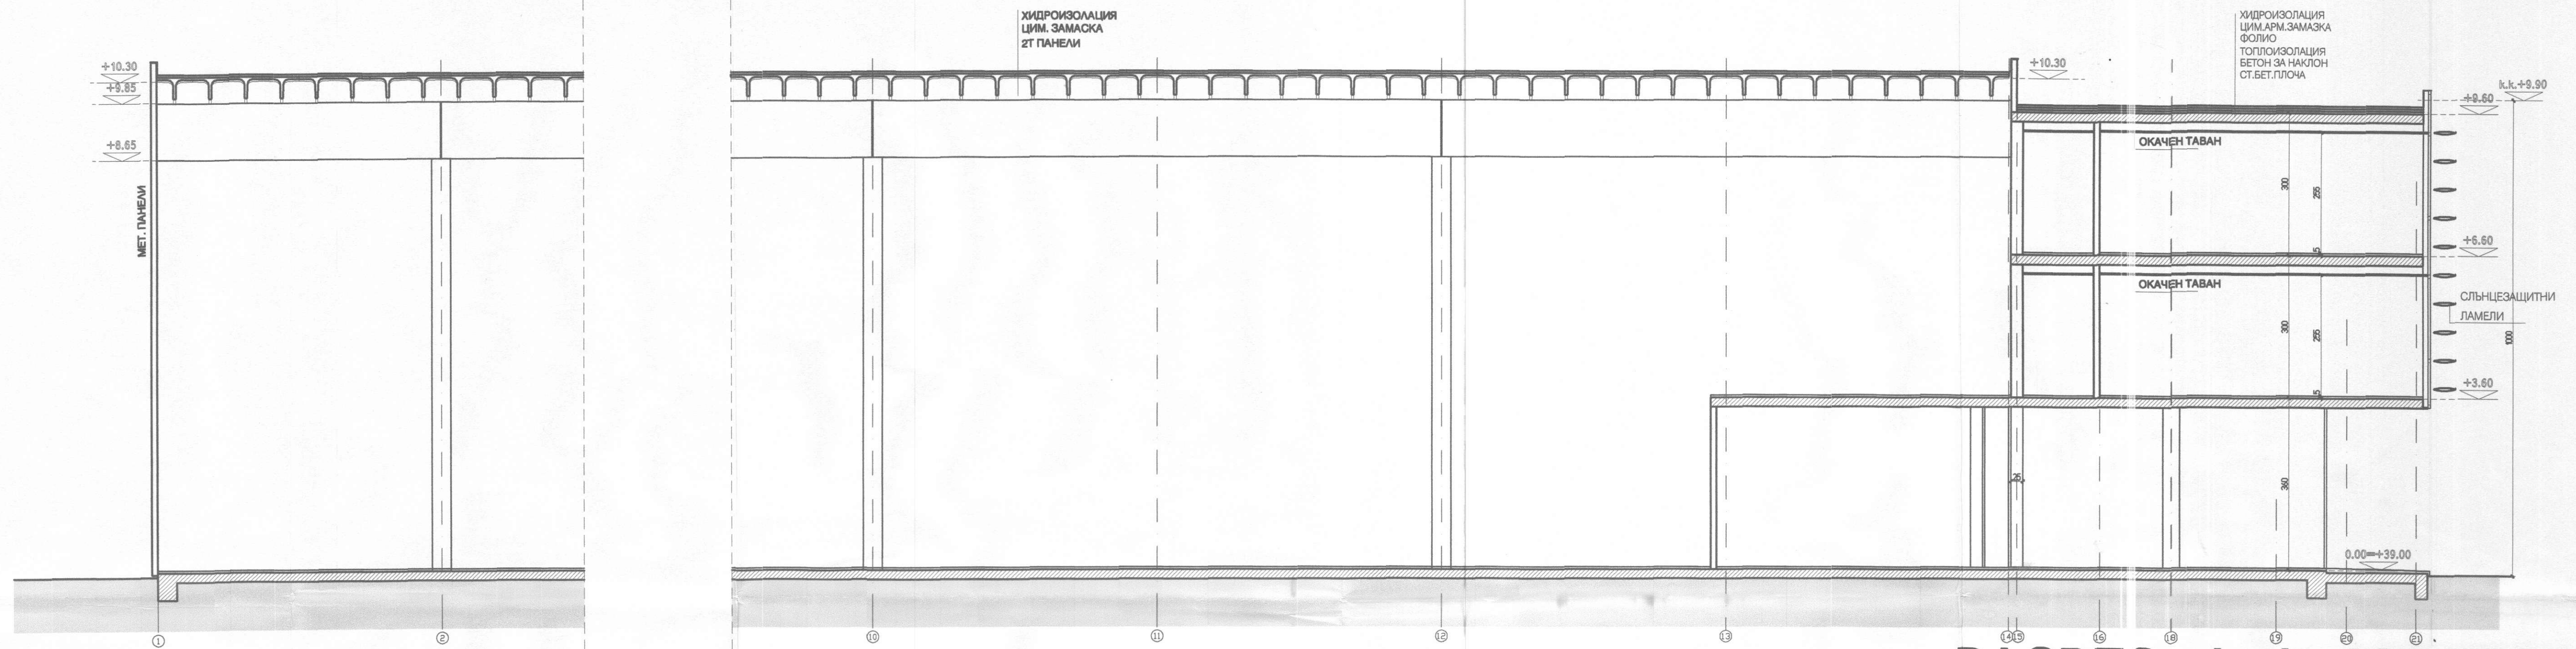 ХИДРОИЗОЛАЦИЯ
ЦИМ. ЗАМАСКА
2Т ПАНЕЛИ
ХИДРОИЗОЛАЦИЯ
ЦИМ.АРМ.ЗАМАЗКА
ФОЛИО
ТОПЛОИЗОЛАЦИЯ
БЕТОН ЗА НАКЛОН
СТ.БЕТ.ПЛОЧА
+10.30
+9.85
+8.65
МЕТ. ПАНЕЛИ
+10.30
k.k.+9.90
+9.60
ОКАЧЕН ТАВАН
300
255
15
+6.60
ОКАЧЕН ТАВАН
СЛЪНЦЕЗАЩИТНИ
ЛАМЕЛИ
300
255
1000
15
+3.60
25
360
0.00=+39.00
1
2
10
11
12
13
14
15
16
18
19
20
21